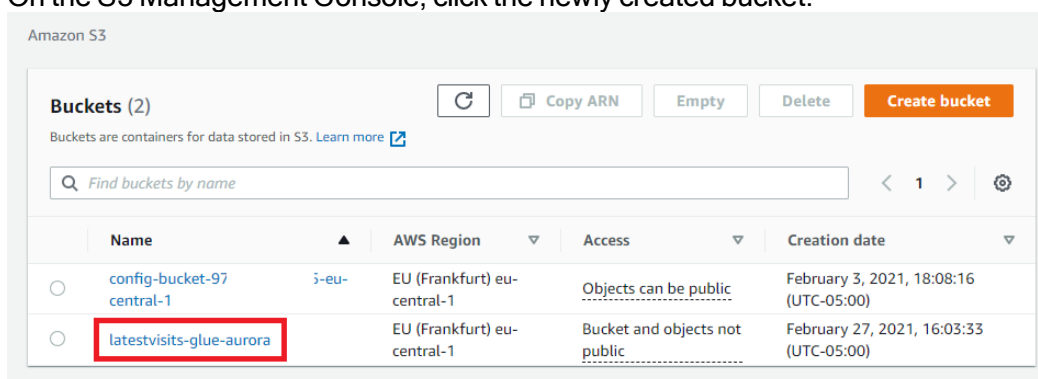 On the S3 Management Console, click the newly created bucket.
Amazon S3
Buckets (2)
Copy ARN
Empty
Delete
Create bucket
Buckets are containers for data stored in S3. Learn more
Find buckets by name
1
Name
AWS Region
Access
Creation date
config-bucket-97 5-eu-
central-1
EU (Frankfurt) eu-
central-1
Objects can be public
February 3, 2021, 18:08:16
(UTC-05:00)
latestvisits-glue-aurora
EU (Frankfurt) eu-
central-1
Bucket and objects not
public
February 27, 2021, 16:03:33
(UTC-05:00)